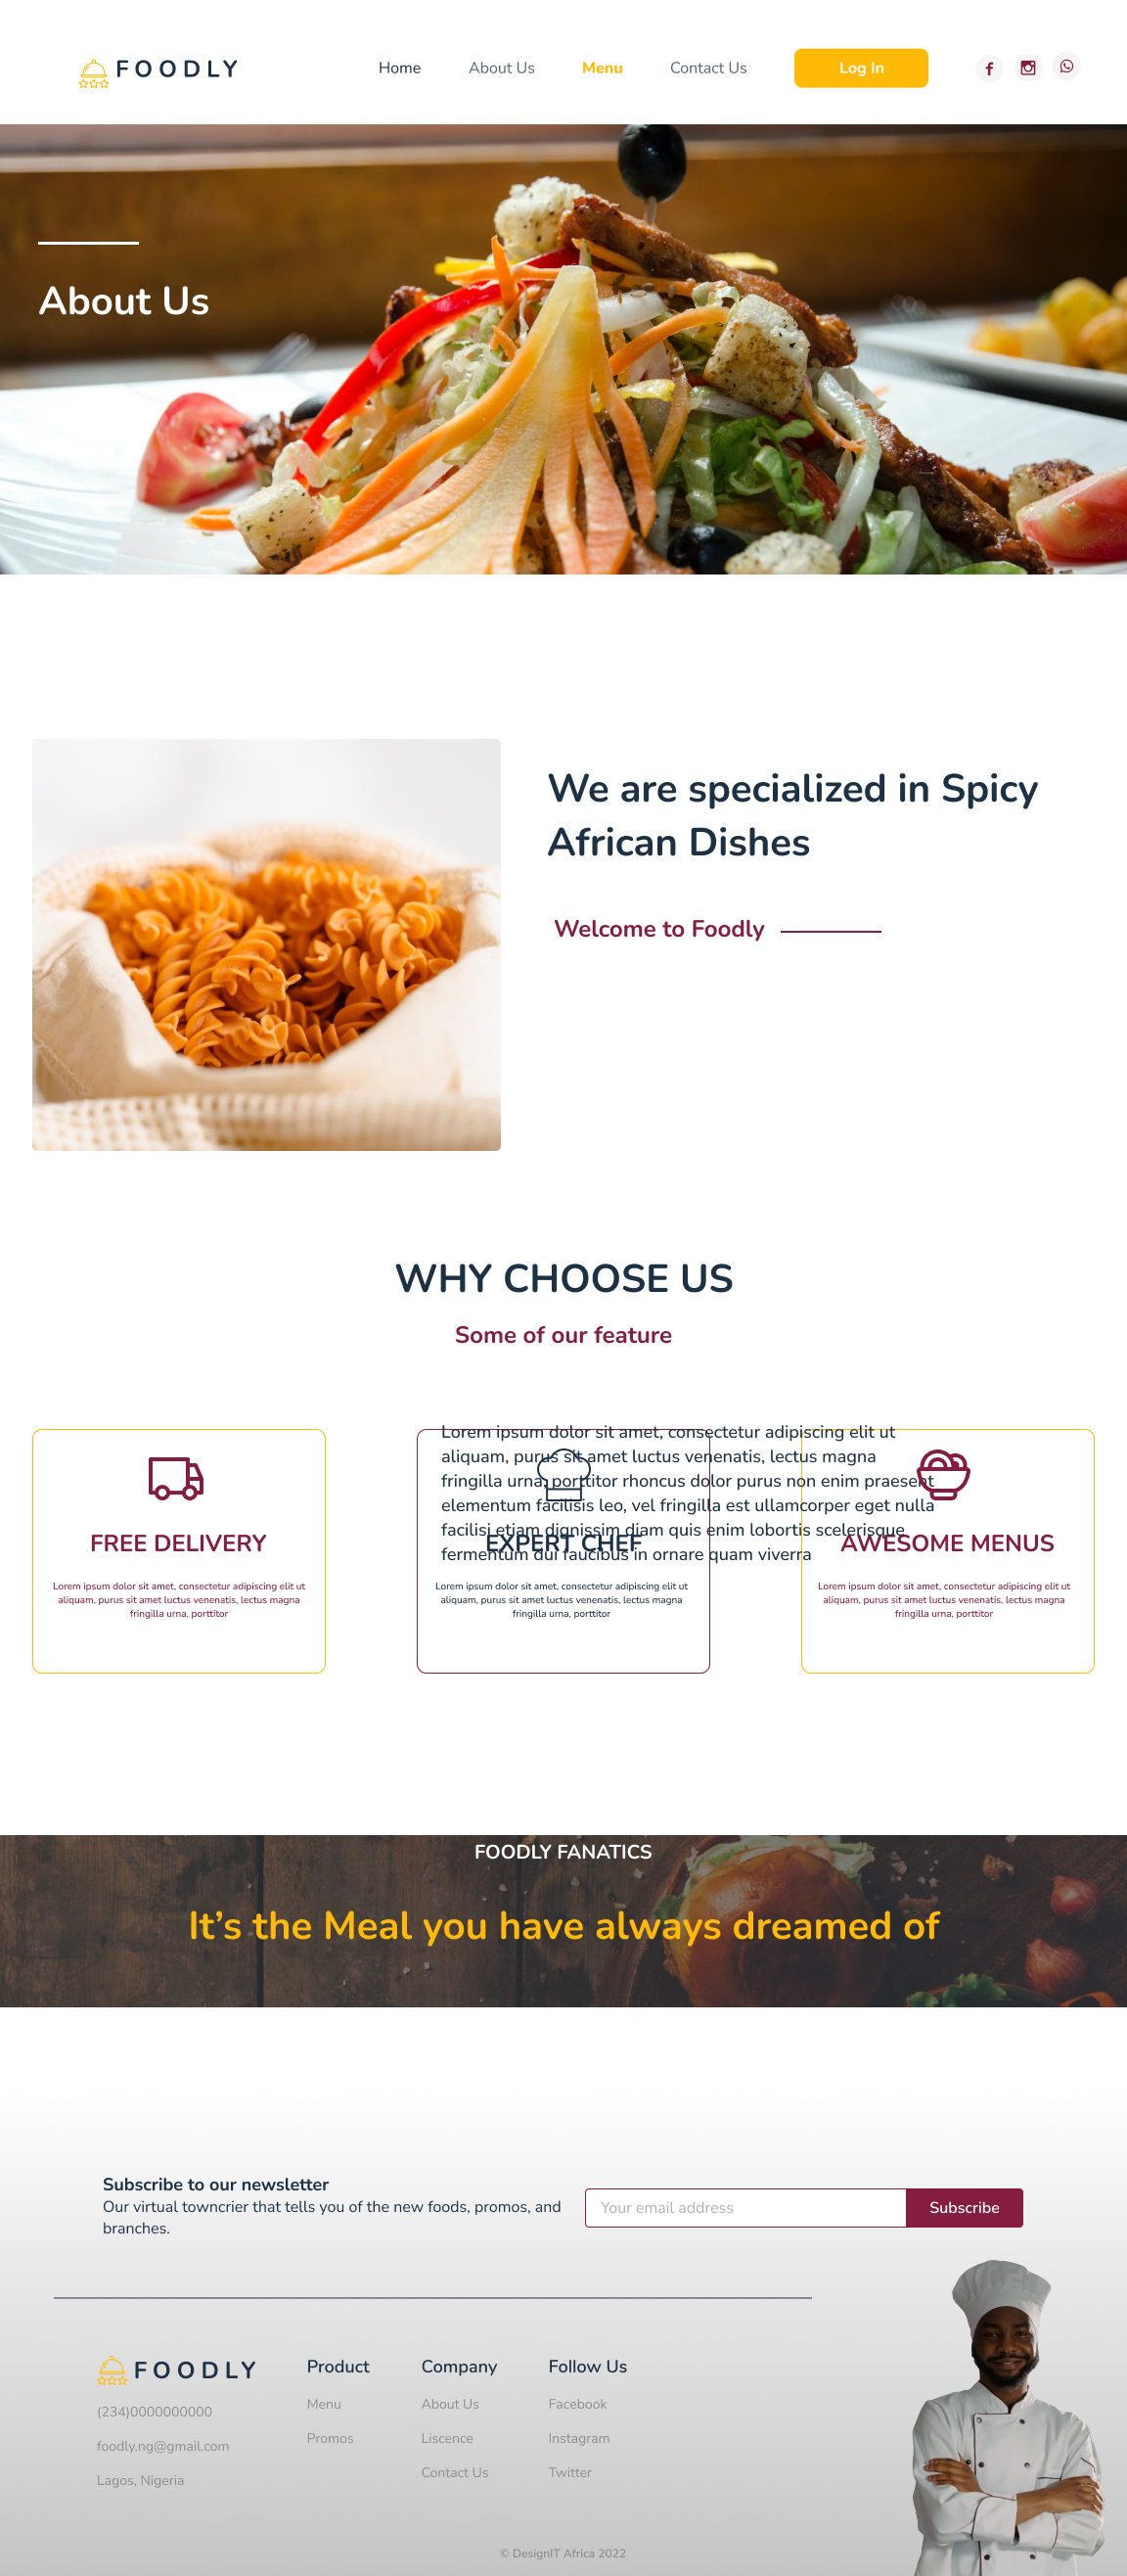 FOODLY
Home
About Us
Menu
Contact Us
Log In
About Us
We are specialized in Spicy
African Dishes
Welcome to Foodly
WHY CHOOSE US
Some of our feature
Lorem ipsum dolor sit amet, consectetur adipiscing elit ut
aliquam, purus sit amet luctus venenatis, lectus magna
fringilla urna, porttitor rhoncus dolor purus non enim praesent
elementum facilisis leo, vel fringilla est ullamcorper eget nulla
facilisi etiam dignissim diam quis enim lobortis scelerisque
fermentum dui faucibus in ornare quam viverra
FREE DELIVERY
Lorem ipsum dolor sit amet, consectetur adipiscing elit ut
aliquam, purus sit amet luctus venenatis, lectus magna
fringilla urna, porttitor
EXPERT CHEF
Lorem ipsum dolor sit amet, consectetur adipiscing elit ut
aliquam, purus sit amet luctus venenatis, lectus magna
fringilla urna, porttitor
AWESOME MENUS
Lorem ipsum dolor sit amet, consectetur adipiscing elit ut
aliquam, purus sit amet luctus venenatis, lectus magna
fringilla urna, porttitor
FOODLY FANATICS
It’s the Meal you have always dreamed of
Subscribe to our newsletter
Our virtual towncrier that tells you of the new foods, promos, and
branches.
Your email address
Subscribe
FOODLY
(234)0000000000
foodly.ng@gmail.com
Lagos, Nigeria
Product
Menu
Promos
Company
About Us
Liscence
Contact Us
Follow Us
Facebook
Instagram
Twitter
© DesignIT Africa 2022